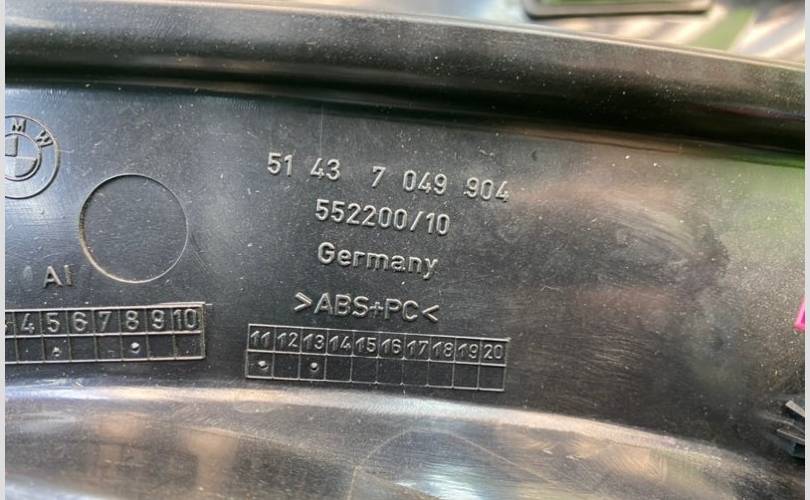 BMW
51 43 7 049 904
552200/10
Germany
AI
>ABS+PC<
4 5 6 7 8 9 10
11 12 13 14 15 16 17 18 19 20